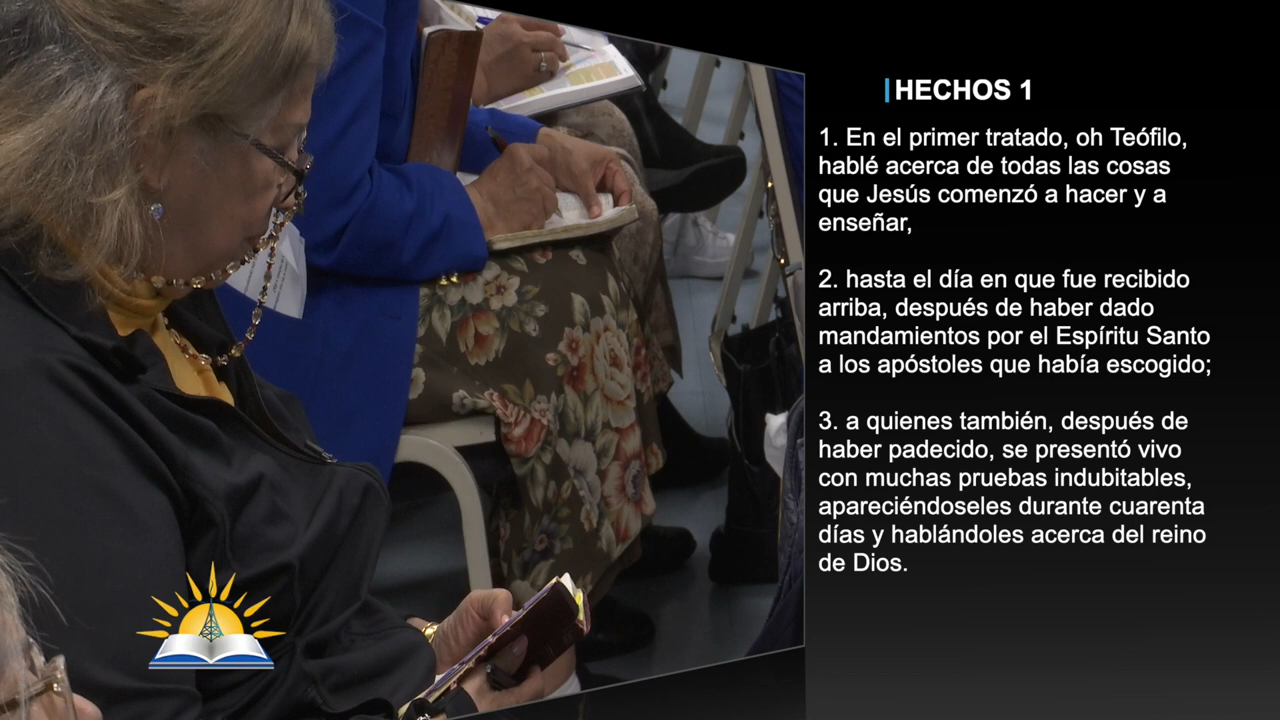 HECHOS 1
1. En el primer tratado, oh Teófilo,
hablé acerca de todas las cosas
que Jesús comenzó a hacer y a
enseñar,
2. hasta el día en que fue recibido
arriba, después de haber dado
mandamientos por el Espíritu Santo
a los apóstoles que había escogido;
3. a quienes también, después de
haber padecido, se presentó vivo
con muchas pruebas indubitables,
apareciéndoseles durante cuarenta
días y hablándoles acerca del reino
de Dios.